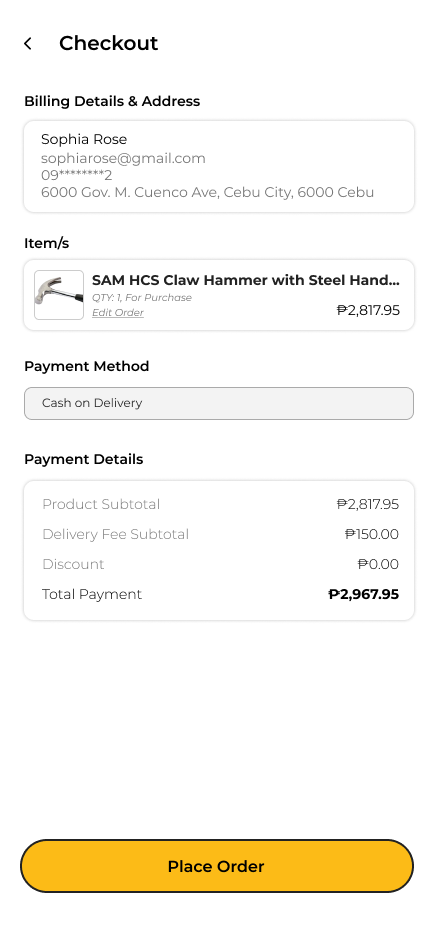 Checkout
Billing Details & Address
Sophia Rose
sophiarose@gmail.com
09********2
6000 Gov. M. Cuenco Ave, Cebu City, 6000 Cebu
Item/s
SAM HCS Claw Hammer with Steel Hand...
QTY: 1, For Purchase
Edit Order
₱2,817.95
Payment Method
Cash on Delivery
Payment Details
Product Subtotal ₱2,817.95
Delivery Fee Subtotal ₱150.00
Discount ₱0.00
Total Payment ₱2,967.95
Place Order